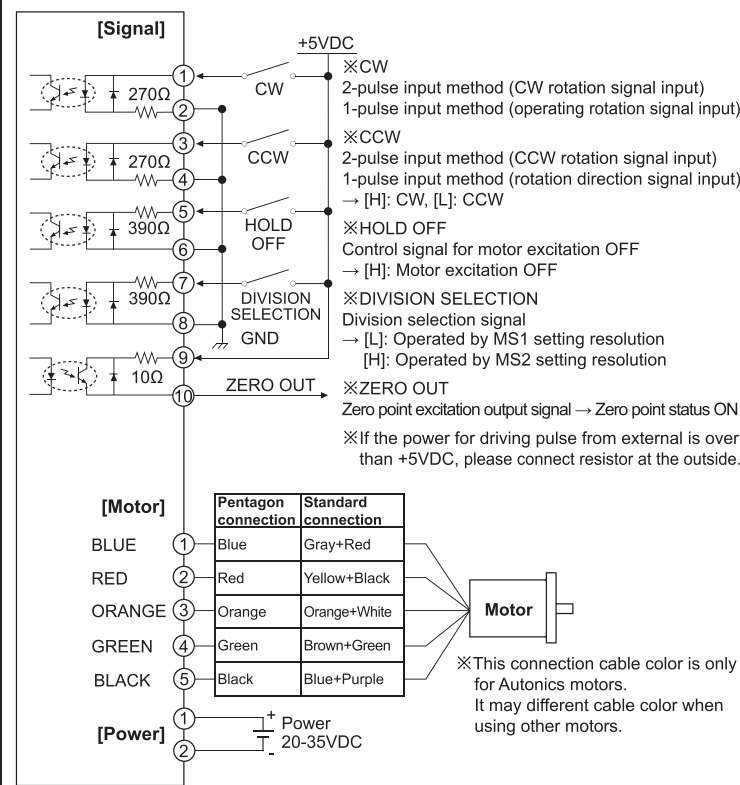 [Signal]
+5VDC
1
CW
270Ω
2
3
CCW
270Ω
4
5
HOLD
OFF
390Ω
6
7
DIVISION
SELECTION
390Ω
8
GND
9
10Ω
10
ZERO OUT
※CW
2-pulse input method (CW rotation signal input)
1-pulse input method (operating rotation signal input)
※CCW
2-pulse input method (CCW rotation signal input)
1-pulse input method (rotation direction signal input)
→ [H]: CW, [L]: CCW
※HOLD OFF
Control signal for motor excitation OFF
→ [H]: Motor excitation OFF
※DIVISION SELECTION
Division selection signal
→ [L]: Operated by MS1 setting resolution
[H]: Operated by MS2 setting resolution
※ZERO OUT
Zero point excitation output signal → Zero point status ON
※If the power for driving pulse from external is over
than +5VDC, please connect resistor at the outside.
[Motor]
Pentagon connection Standard connection
BLUE 1 Blue Gray+Red
RED 2 Red Yellow+Black
ORANGE 3 Orange Orange+White
GREEN 4 Green Brown+Green
BLACK 5 Black Blue+Purple
Motor
※This connection cable color is only
for Autonics motors.
It may different cable color when
using other motors.
[Power]
1
2
+
-
Power
20-35VDC